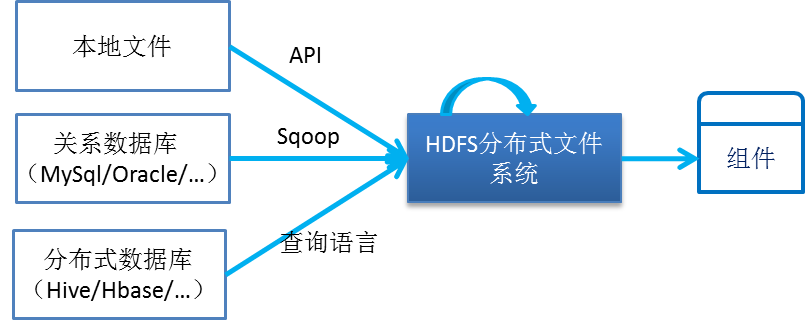 本地文件
API
关系数据库
（MySql/Oracle/…）
Sqoop
HDFS分布式文件
系统
组件
查询语言
分布式数据库
（Hive/Hbase/…）